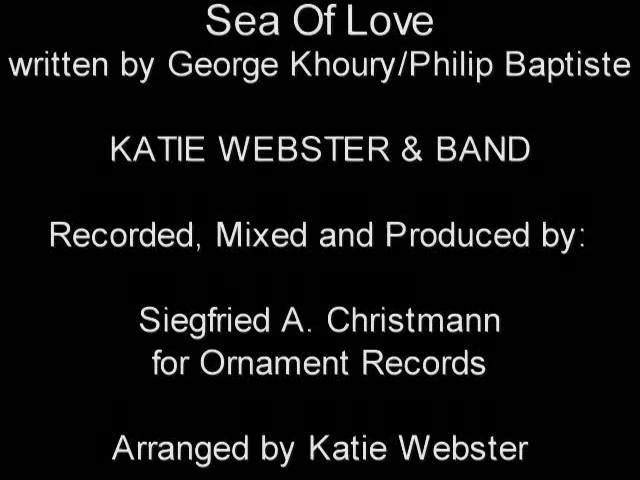 Sea Of Love
written by George Khoury/Philip Baptiste
KATIE WEBSTER & BAND
Recorded, Mixed and Produced by:
Siegfried A. Christmann
for Ornament Records
Arranged by Katie Webster